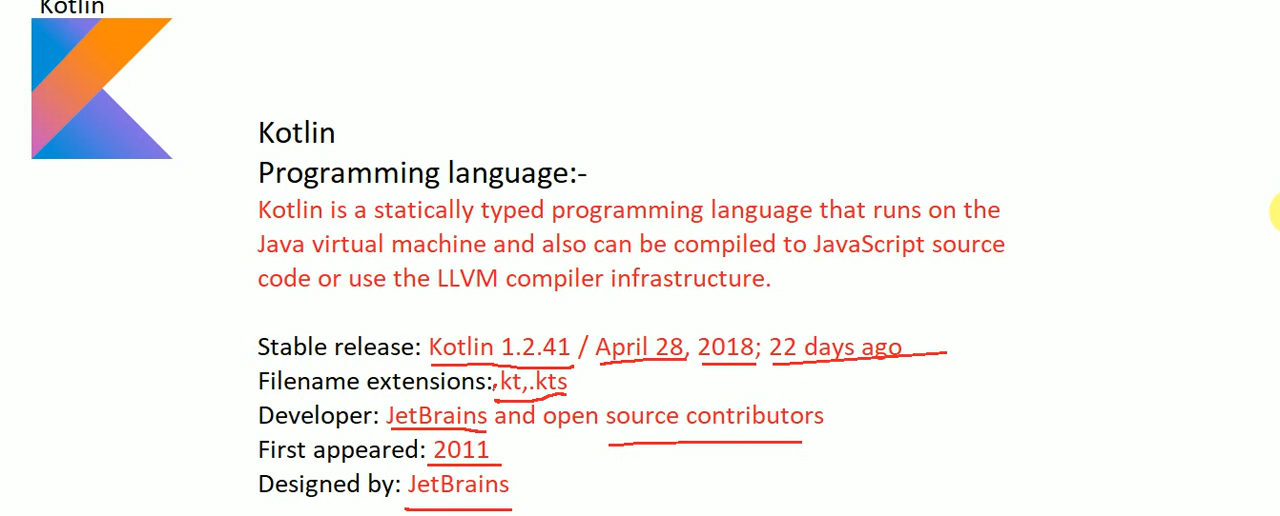 Kotlin
Kotlin
Programming language:-
Kotlin is a statically typed programming language that runs on the
Java virtual machine and also can be compiled to JavaScript source
code or use the LLVM compiler infrastructure.
Stable release: Kotlin 1.2.41 / April 28, 2018; 22 days ago
Filename extensions:.kt,.kts
Developer: JetBrains and open source contributors
First appeared: 2011
Designed by: JetBrains